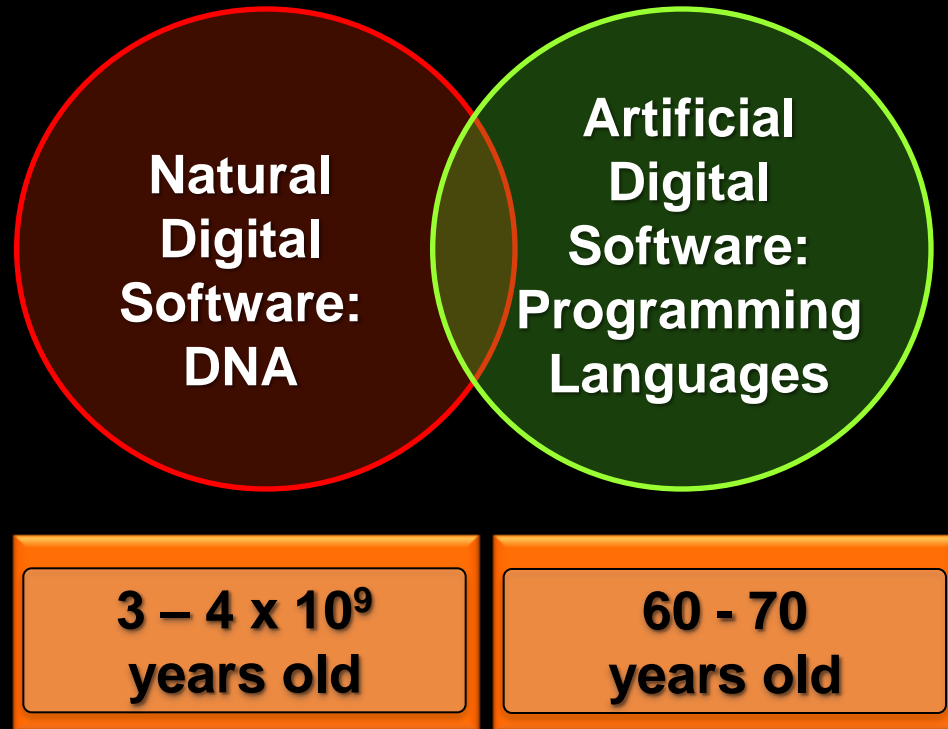 Natural
Digital
Software:
DNA
Artificial
Digital
Software:
Programming
Languages
3 – 4 x 10⁹
years old
60 - 70
years old